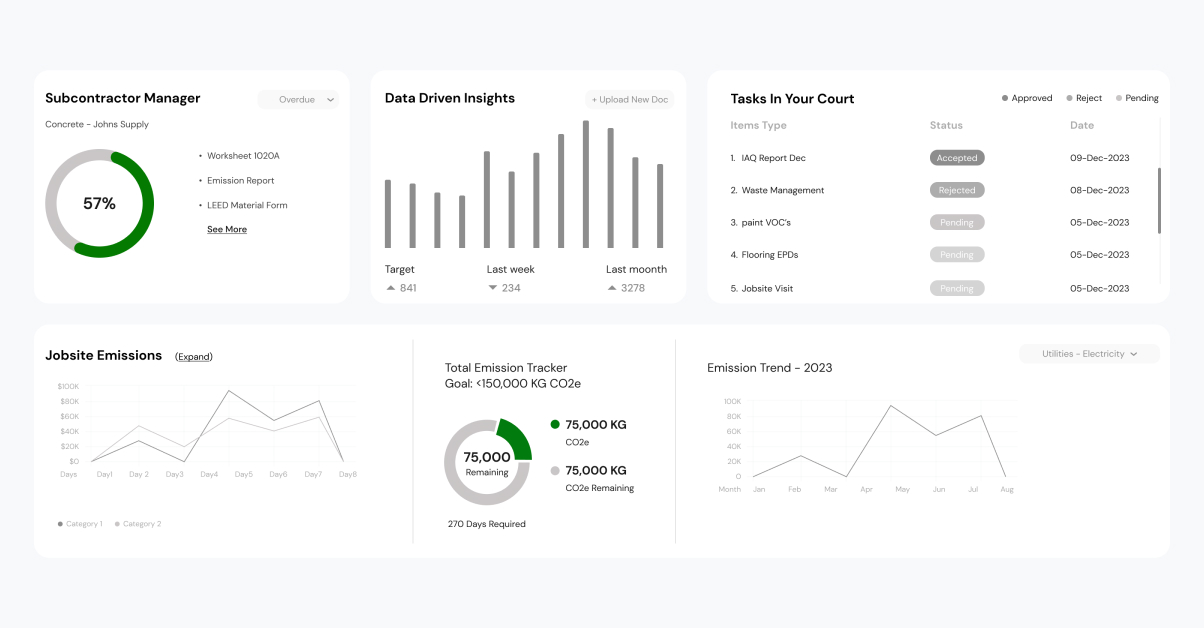 Subcontractor Manager
Overdue
Concrete - Johns Supply
57%
• Worksheet 1020A
• Emission Report
• LEED Material Form
See More
Data Driven Insights
+ Upload New Doc
Target
841
Last week
234
Last moonth
3278
Tasks In Your Court
Approved
Reject
Pending
Items Type Status Date
1. IAQ Report Dec Accepted 09-Dec-2023
2. Waste Management Rejected 08-Dec-2023
3. paint VOC's Pending 05-Dec-2023
4. Flooring EPDs Pending 05-Dec-2023
5. Jobsite Visit Pending 05-Dec-2023
Jobsite Emissions (Expand)
$100K
$80K
$60K
$40K
$20K
$0
Days Day1 Day 2 Day3 Day4 Day5 Day6 Day7 Day8
Category 1 Category 2
Total Emission Tracker
Goal: <150,000 KG CO2e
75,000
Remaining
75,000 KG
CO2e
75,000 KG
CO2e Remaining
270 Days Required
Emission Trend - 2023
Utilities - Electricity
100K
80K
60K
40K
20K
0
Month Jan Feb Mar Apr May Jun Jul Aug